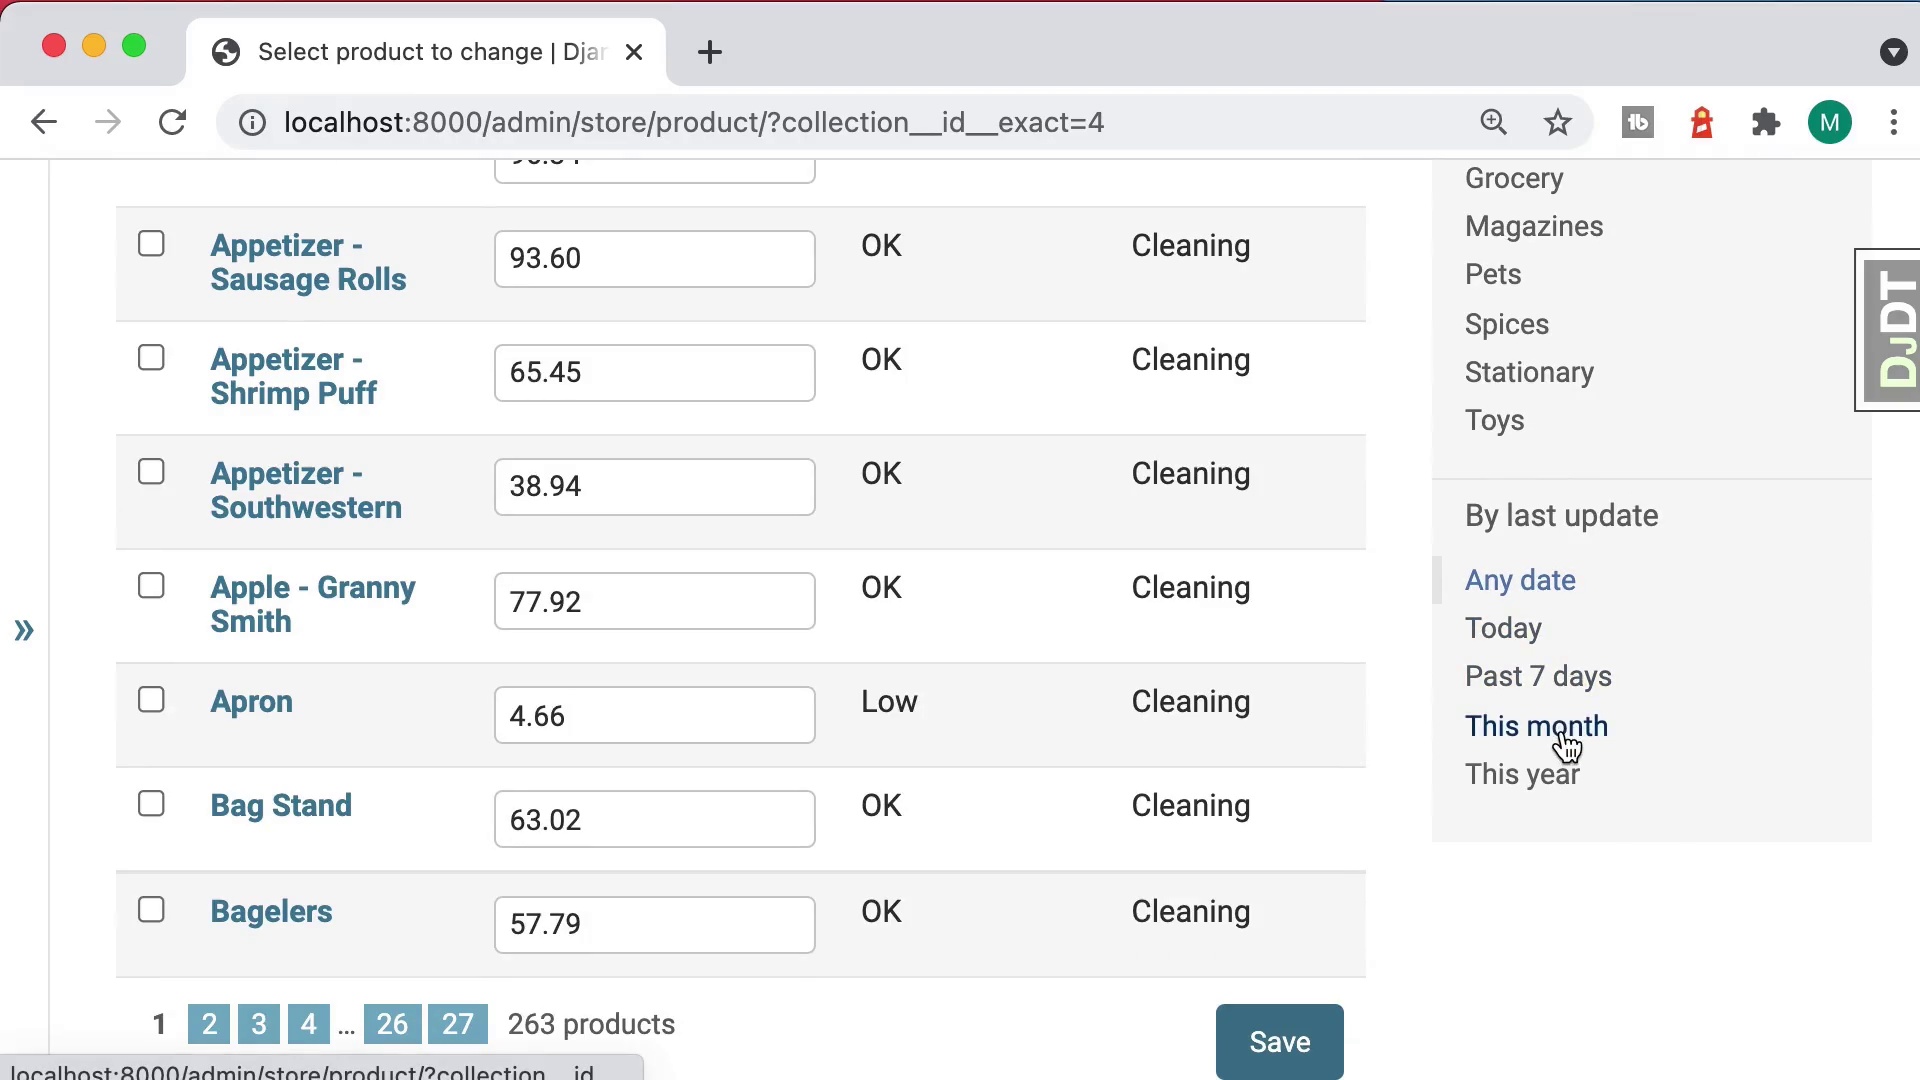 Select product to change | Djan
localhost:8000/admin/store/product/?collection__id__exact=4
M
Grocery
Magazines
Pets
Spices
Stationary
Toys
DJDT
Appetizer -
Sausage Rolls
93.60
OK
Cleaning
Appetizer -
Shrimp Puff
65.45
OK
Cleaning
Appetizer -
Southwestern
38.94
OK
Cleaning
Apple - Granny
Smith
77.92
OK
Cleaning
Apron
4.66
Low
Cleaning
Bag Stand
63.02
OK
Cleaning
Bagelers
57.79
OK
Cleaning
By last update
Any date
Today
Past 7 days
This month
This year
»
1 2 3 4 ... 26 27 263 products
Save
localhost:8000/admin/store/product/?collection__id